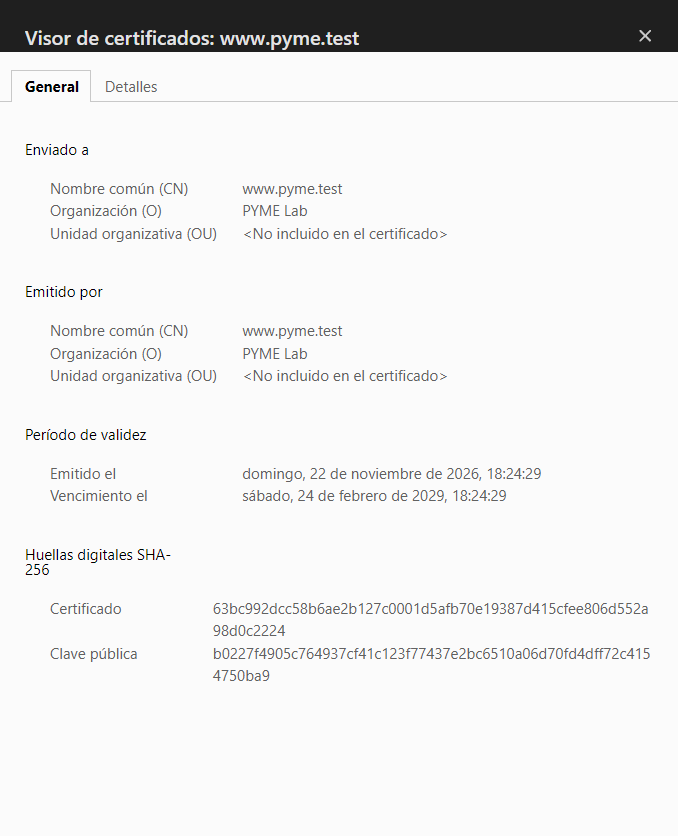 Visor de certificados: www.pyme.test
General
Detalles
Enviado a
Nombre común (CN) www.pyme.test
Organización (O) PYME Lab
Unidad organizativa (OU) <No incluido en el certificado>
Emitido por
Nombre común (CN) www.pyme.test
Organización (O) PYME Lab
Unidad organizativa (OU) <No incluido en el certificado>
Período de validez
Emitido el domingo, 22 de noviembre de 2026, 18:24:29
Vencimiento el sábado, 24 de febrero de 2029, 18:24:29
Huellas digitales SHA-
256
Certificado 63bc992dcc58b6ae2b127c0001d5afb70e19387d415cfee806d552a
98d0c2224
Clave pública b0227f4905c764937cf41c123f77437e2bc6510a06d70fd4dff72c415
4750ba9